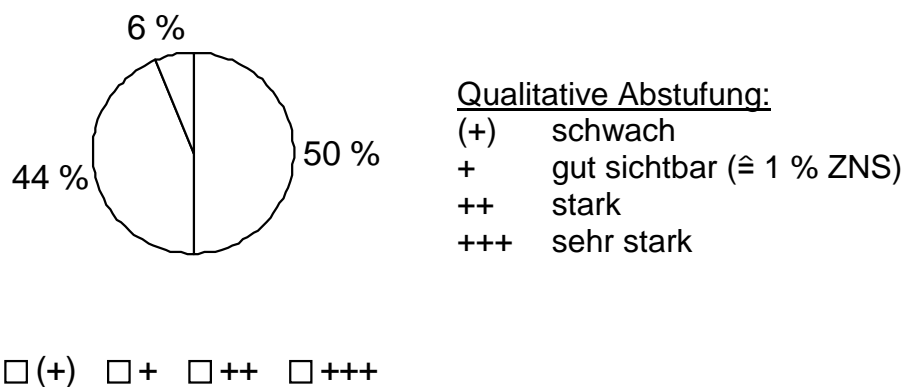 6 %
50 %
44 %
Qualitative Abstufung:
(+) schwach
+ gut sichtbar (≙ 1 % ZNS)
++ stark
+++ sehr stark
☐ (+) ☐ + ☐ ++ ☐ +++